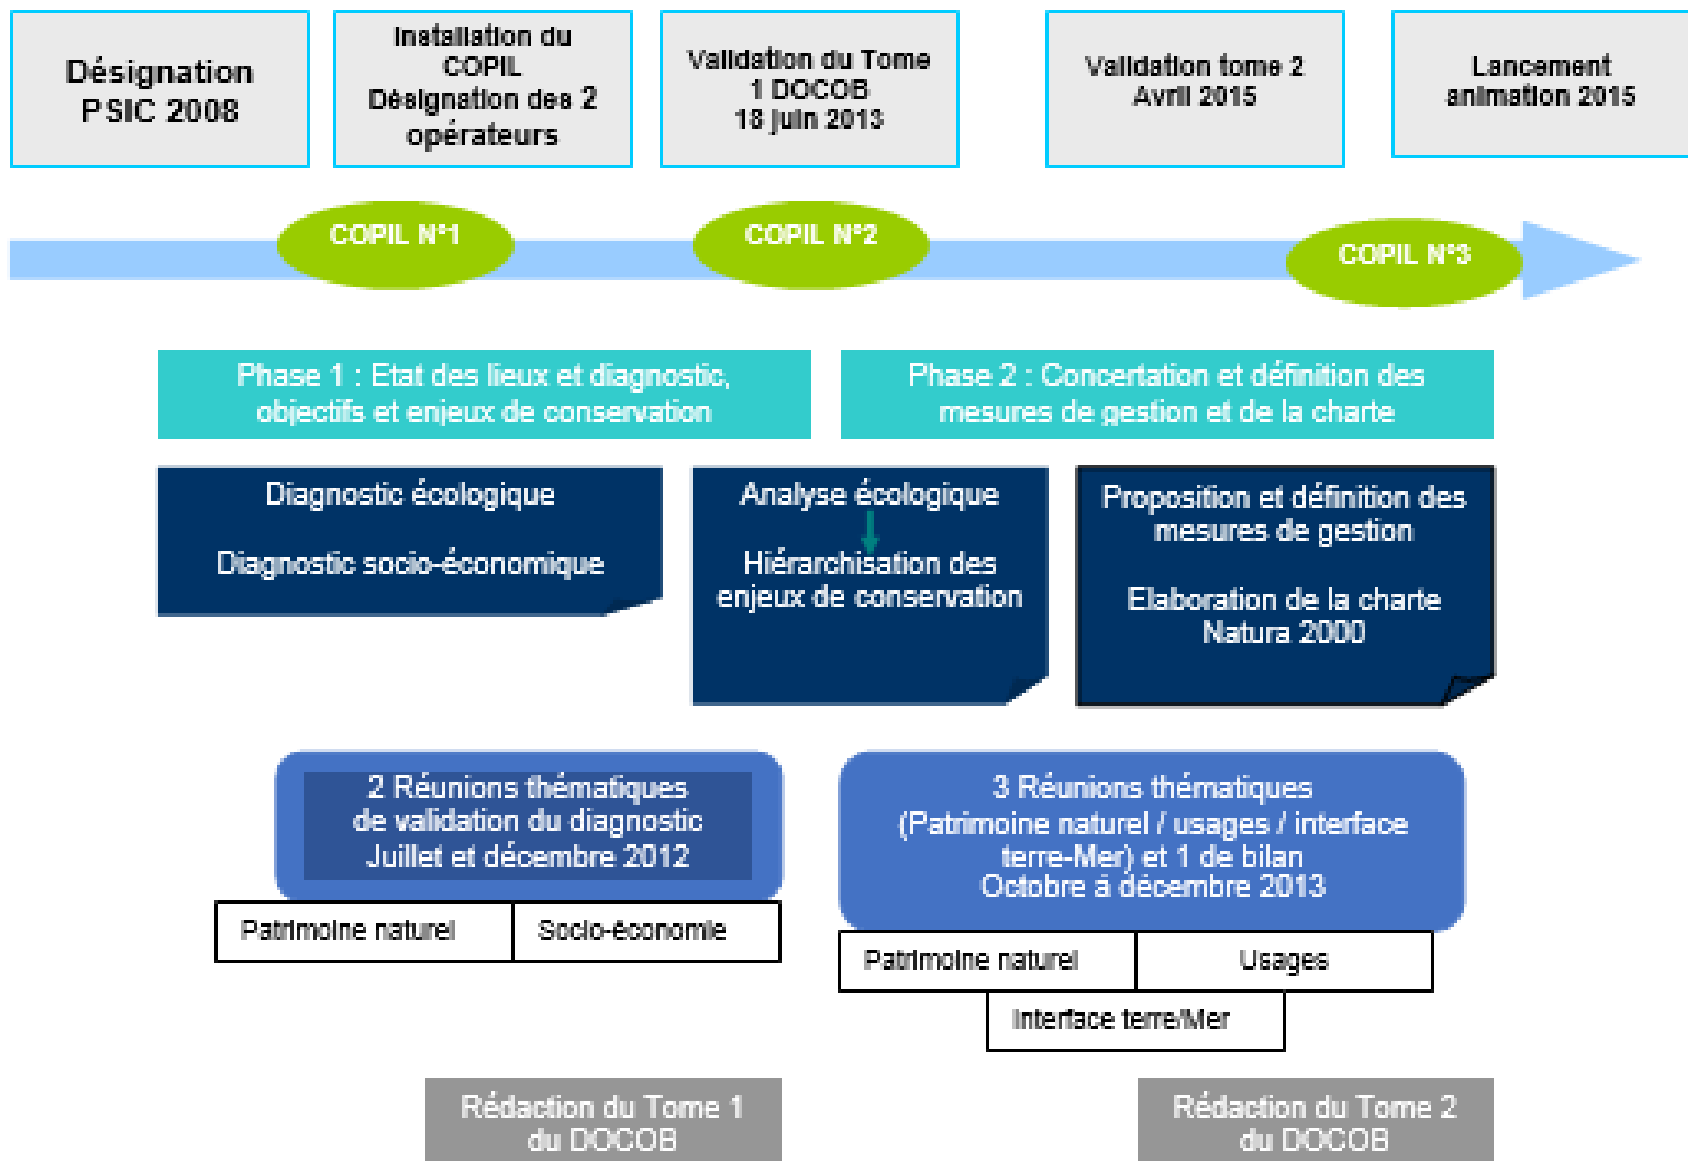 Désignation
PSIC 2008
Installation du
COPIL
Désignation des 2
opérateurs
Validation du Tome
1 DOCOB
18 juin 2013
Validation tome 2
Avril 2015
Lancement
animation 2015
COPIL N°1
COPIL N°2
COPIL N°3
Phase 1 : Etat des lieux et diagnostic,
objectifs et enjeux de conservation
Phase 2 : Concertation et définition des
mesures de gestion et de la charte
Diagnostic écologique
Diagnostic socio-économique
Analyse écologique
Hiérarchisation des
enjeux de conservation
Proposition et définition des
mesures de gestion
Elaboration de la charte
Natura 2000
2 Réunions thématiques
de validation du diagnostic
Juillet et décembre 2012
Patrimoine naturel
Socio-économie
3 Réunions thématiques
(Patrimoine naturel / usages / interface
terre-Mer) et 1 de bilan
Octobre à décembre 2013
Patrimoine naturel
Usages
Interface terre/Mer
Rédaction du Tome 1
du DOCOB
Rédaction du Tome 2
du DOCOB